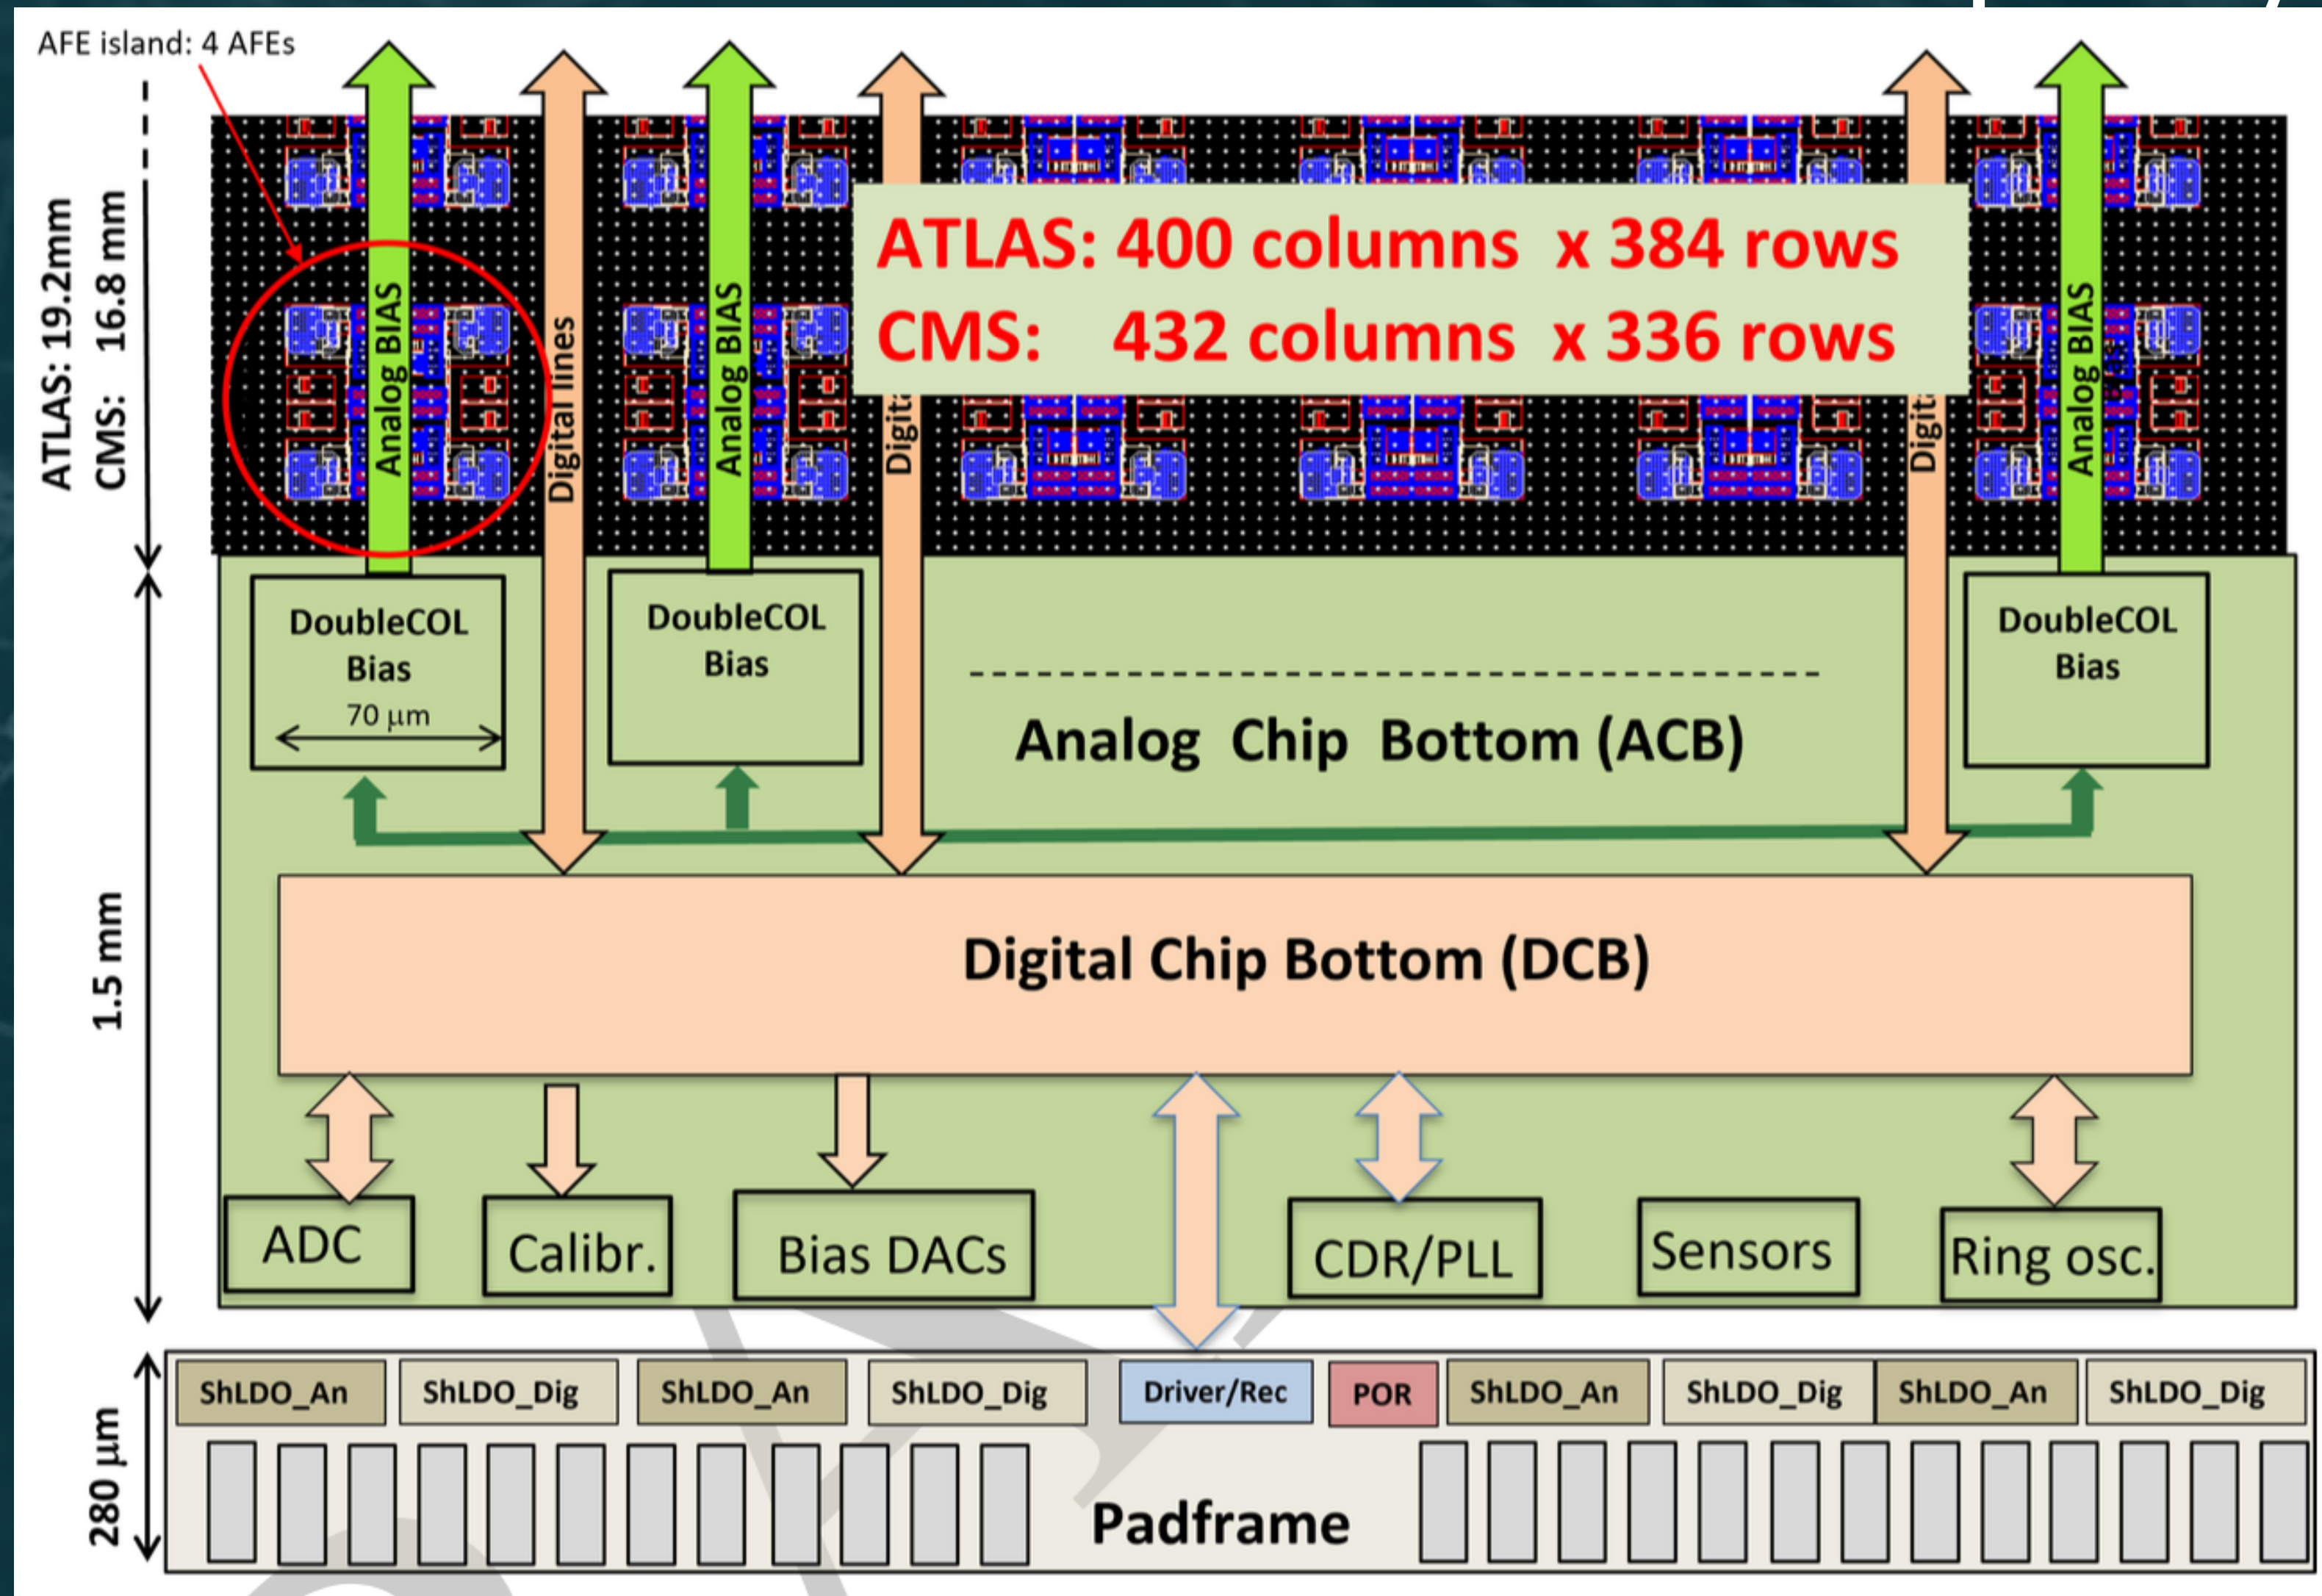 AFE island: 4 AFEs
ATLAS: 19.2mm
CMS: 16.8 mm
Analog BIAS
Digital lines
Analog BIAS
Digit
ATLAS: 400 columns x 384 rows
CMS: 432 columns x 336 rows
Digit
Analog BIAS
DoubleCOL
Bias
70 μm
DoubleCOL
Bias
DoubleCOL
Bias
Analog Chip Bottom (ACB)
1.5 mm
Digital Chip Bottom (DCB)
ADC
Calibr.
Bias DACs
CDR/PLL
Sensors
Ring osc.
280 μm
ShLDO_An
ShLDO_Dig
ShLDO_An
ShLDO_Dig
Driver/Rec
POR
ShLDO_An
ShLDO_Dig
ShLDO_An
ShLDO_Dig
Padframe